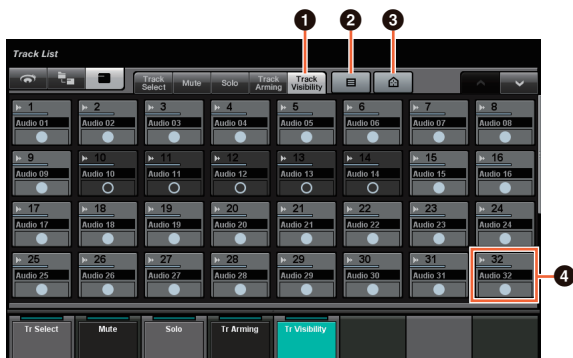 1 2 3
Track List
Track Select Mute Solo Track Arming Track Visibility
1 2 3 4 5 6 7 8
Audio 01 Audio 02 Audio 03 Audio 04 Audio 05 Audio 06 Audio 07 Audio 08
9 10 11 12 13 14 15 16
Audio 09 Audio 10 Audio 11 Audio 12 Audio 13 Audio 14 Audio 15 Audio 16
17 18 19 20 21 22 23 24
Audio 17 Audio 18 Audio 19 Audio 20 Audio 21 Audio 22 Audio 23 Audio 24
25 26 27 28 29 30 31 32
Audio 25 Audio 26 Audio 27 Audio 28 Audio 29 Audio 30 Audio 31 Audio 32
4
Tr Select Mute Solo Tr Arming Tr Visibility